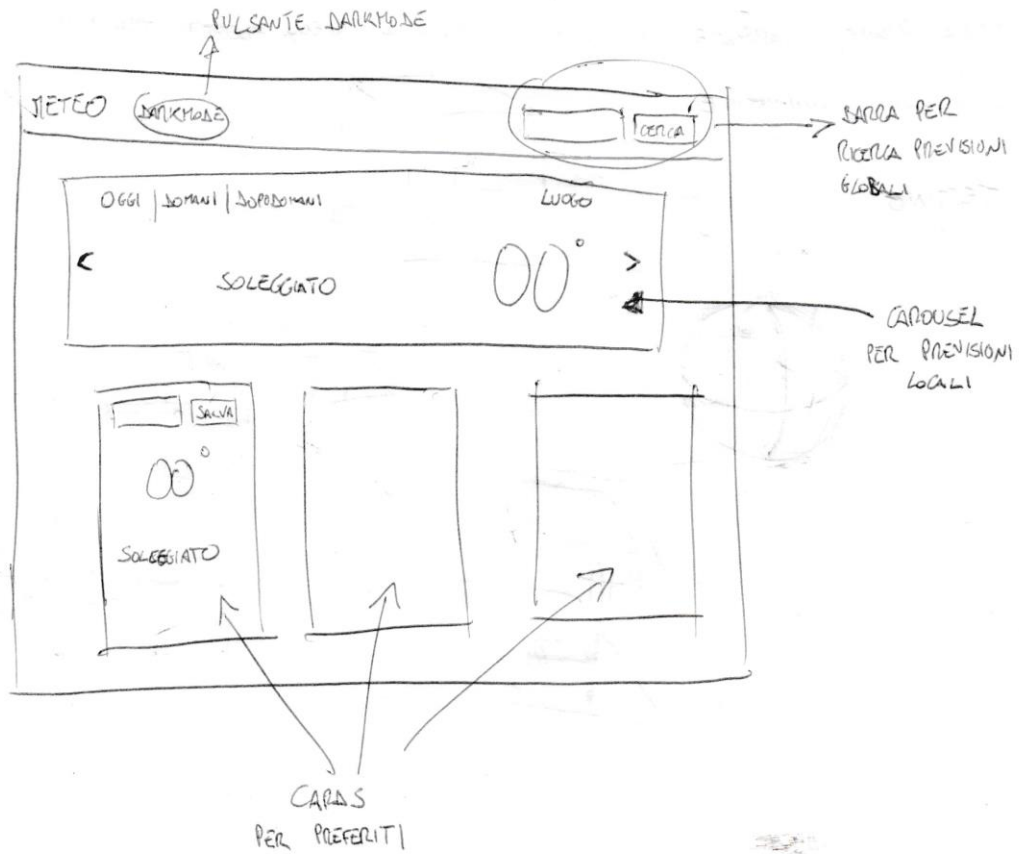 PULSANTE DARKMODE
METEO DARKMODE CERCA
BARRA PER
RICERCA PREVISIONI
GLOBALI
OGGI | DOMANI | DOPODOMANI LUOGO
< SOLEGGIATO 00° >
CAROUSEL
PER PREVISIONI
LOCALI
SALVA
00°
SOLEGGIATO
CARDS
PER PREFERITI